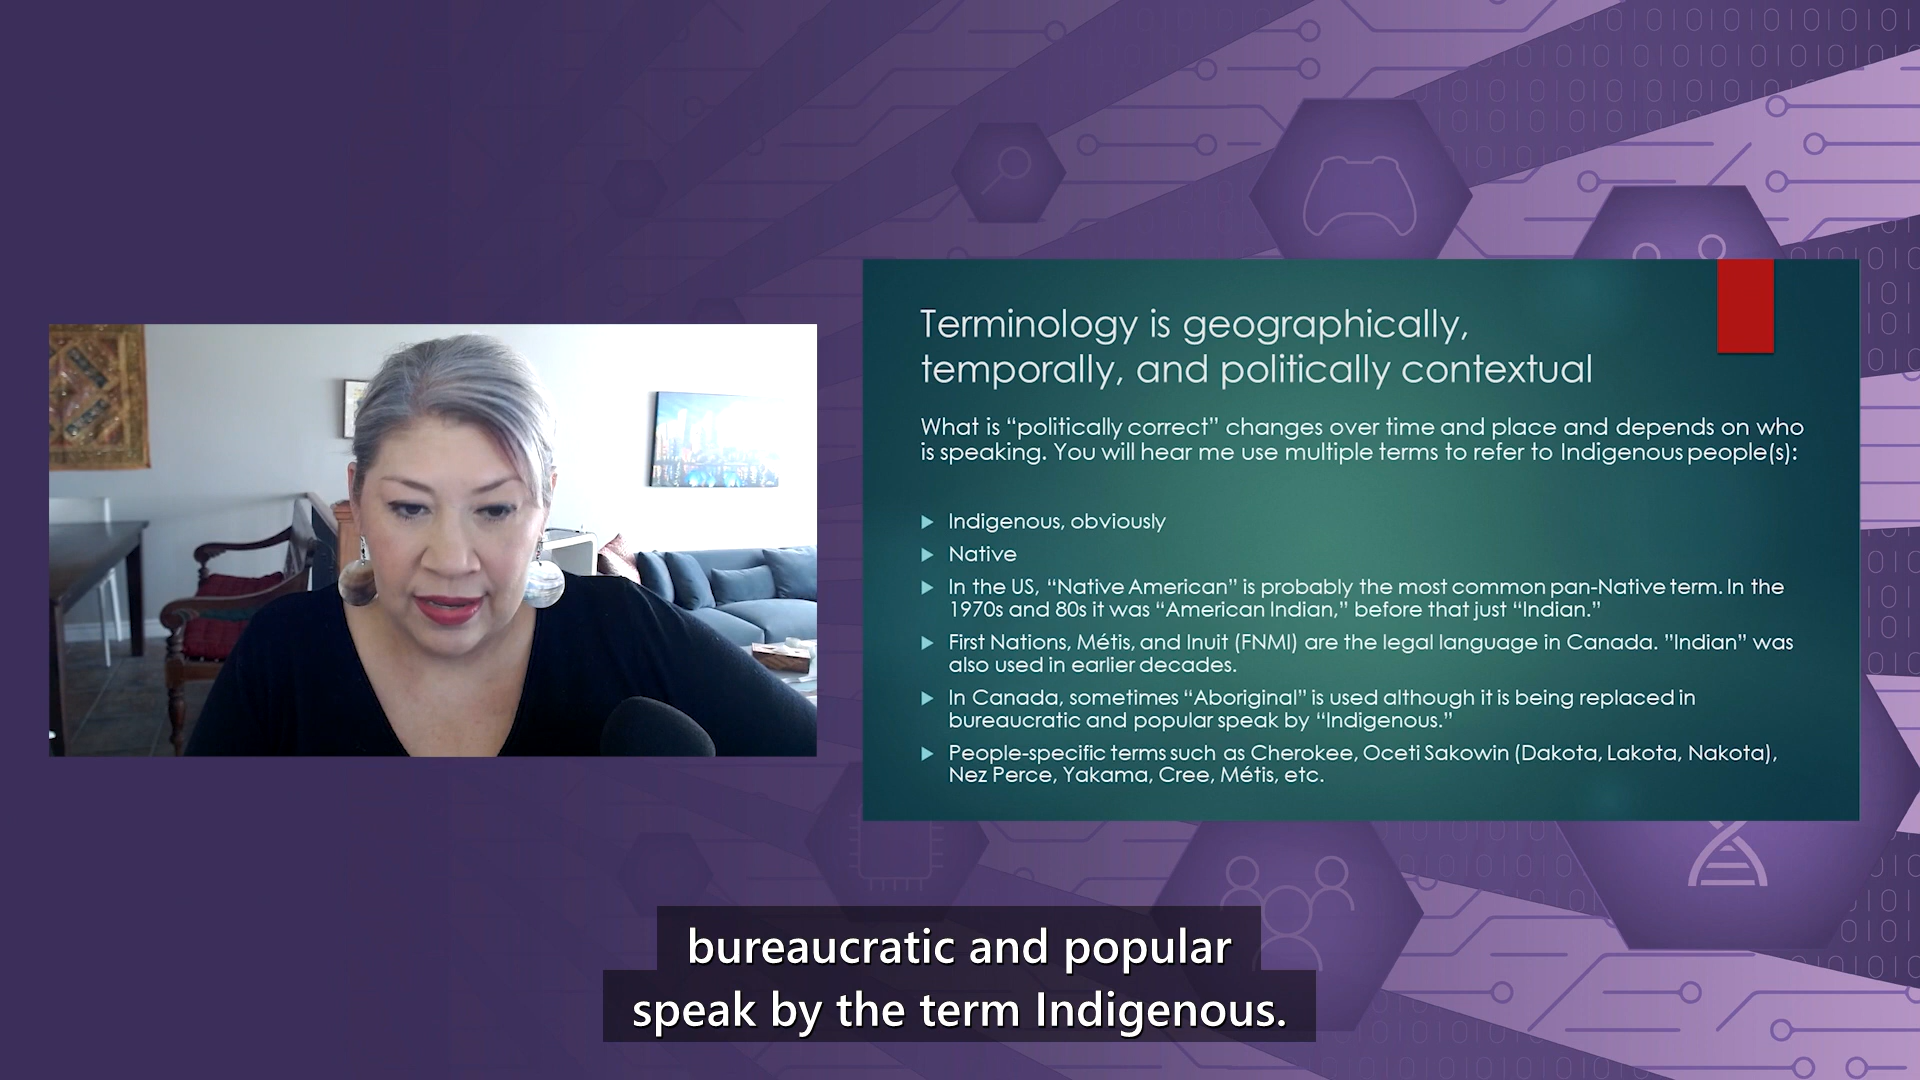 Terminology is geographically,
temporally, and politically contextual
What is “politically correct” changes over time and place and depends on who
is speaking. You will hear me use multiple terms to refer to Indigenous people(s):
Indigenous, obviously
Native
In the US, “Native American” is probably the most common pan-Native term. In the
1970s and 80s it was “American Indian,” before that just “Indian.”
First Nations, Métis, and Inuit (FNMI) are the legal language in Canada. ”Indian” was
also used in earlier decades.
In Canada, sometimes “Aboriginal” is used although it is being replaced in
bureaucratic and popular speak by “Indigenous.”
People-specific terms such as Cherokee, Oceti Sakowin (Dakota, Lakota, Nakota),
Nez Perce, Yakama, Cree, Métis, etc.
bureaucratic and popular
speak by the term Indigenous.